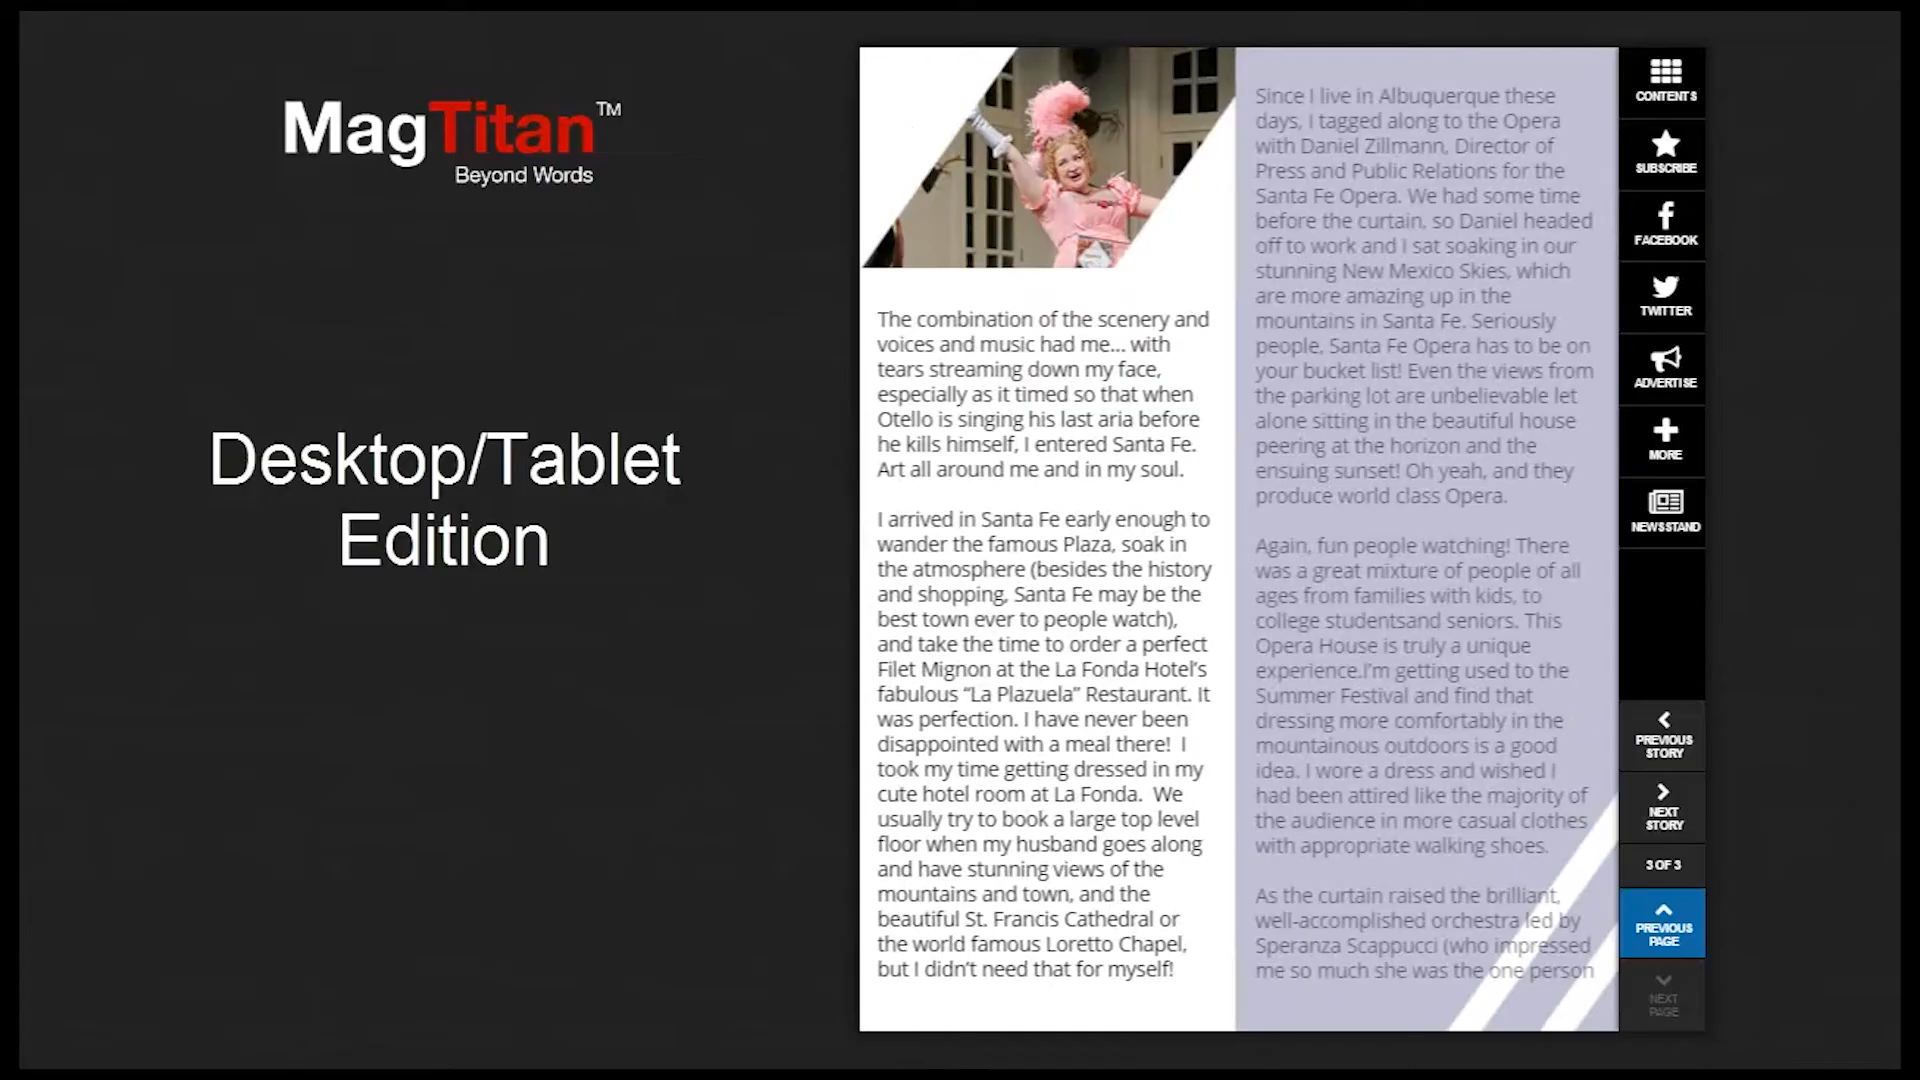 MagTitan™
Beyond Words
Desktop/Tablet
Edition
The combination of the scenery and
voices and music had me... with
tears streaming down my face,
especially as it timed so that when
Otello is singing his last aria before
he kills himself, I entered Santa Fe.
Art all around me and in my soul.
I arrived in Santa Fe early enough to
wander the famous Plaza, soak in
the atmosphere (besides the history
and shopping, Santa Fe may be the
best town ever to people watch),
and take the time to order a perfect
Filet Mignon at the La Fonda Hotel's
fabulous “La Plazuela” Restaurant. It
was perfection. I have never been
disappointed with a meal there!  I
took my time getting dressed in my
cute hotel room at La Fonda.  We
usually try to book a large top level
floor when my husband goes along
and have stunning views of the
mountains and town, and the
beautiful St. Francis Cathedral or
the world famous Loretto Chapel,
but I didn't need that for myself!
Since I live in Albuquerque these
days, I tagged along to the Opera
with Daniel Zillmann, Director of
Press and Public Relations for the
Santa Fe Opera. We had some time
before the curtain, so Daniel headed
off to work and I sat soaking in our
stunning New Mexico Skies, which
are more amazing up in the
mountains in Santa Fe. Seriously
people, Santa Fe Opera has to be on
your bucket list! Even the views from
the parking lot are unbelievable let
alone sitting in the beautiful house
peering at the horizon and the
ensuing sunset! Oh yeah, and they
produce world class Opera.
Again, fun people watching! There
was a great mixture of people of all
ages from families with kids, to
college studentsand seniors. This
Opera House is truly a unique
experience.I'm getting used to the
Summer Festival and find that
dressing more comfortably in the
mountainous outdoors is a good
idea. I wore a dress and wished I
had been attired like the majority of
the audience in more casual clothes
with appropriate walking shoes.
As the curtain raised the brilliant,
well-accomplished orchestra led by
Speranza Scappucci (who impressed
me so much she was the one person
CONTENTS
SUBSCRIBE
FACEBOOK
TWITTER
ADVERTISE
MORE
NEWSSTAND
PREVIOUS
STORY
NEXT
STORY
3 OF 3
PREVIOUS
PAGE
NEXT
PAGE